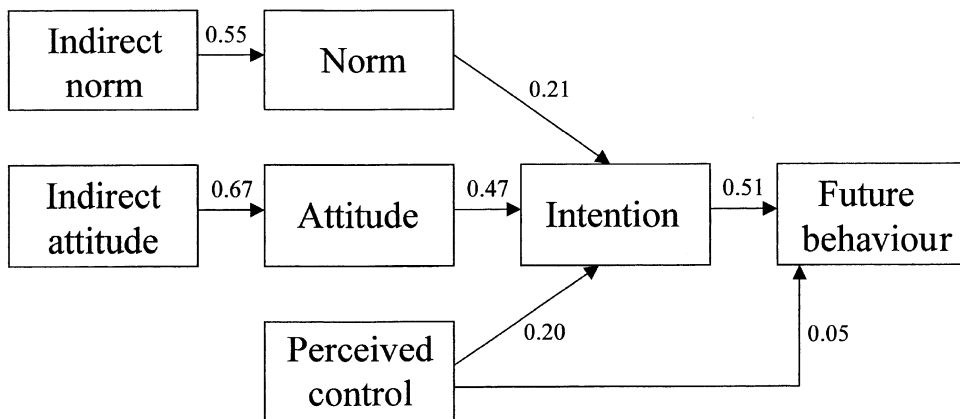 Indirect
norm
0.55
Norm
0.21
Indirect
attitude
0.67
Attitude
0.47
Intention
0.51
Future
behaviour
Perceived
control
0.20
0.05